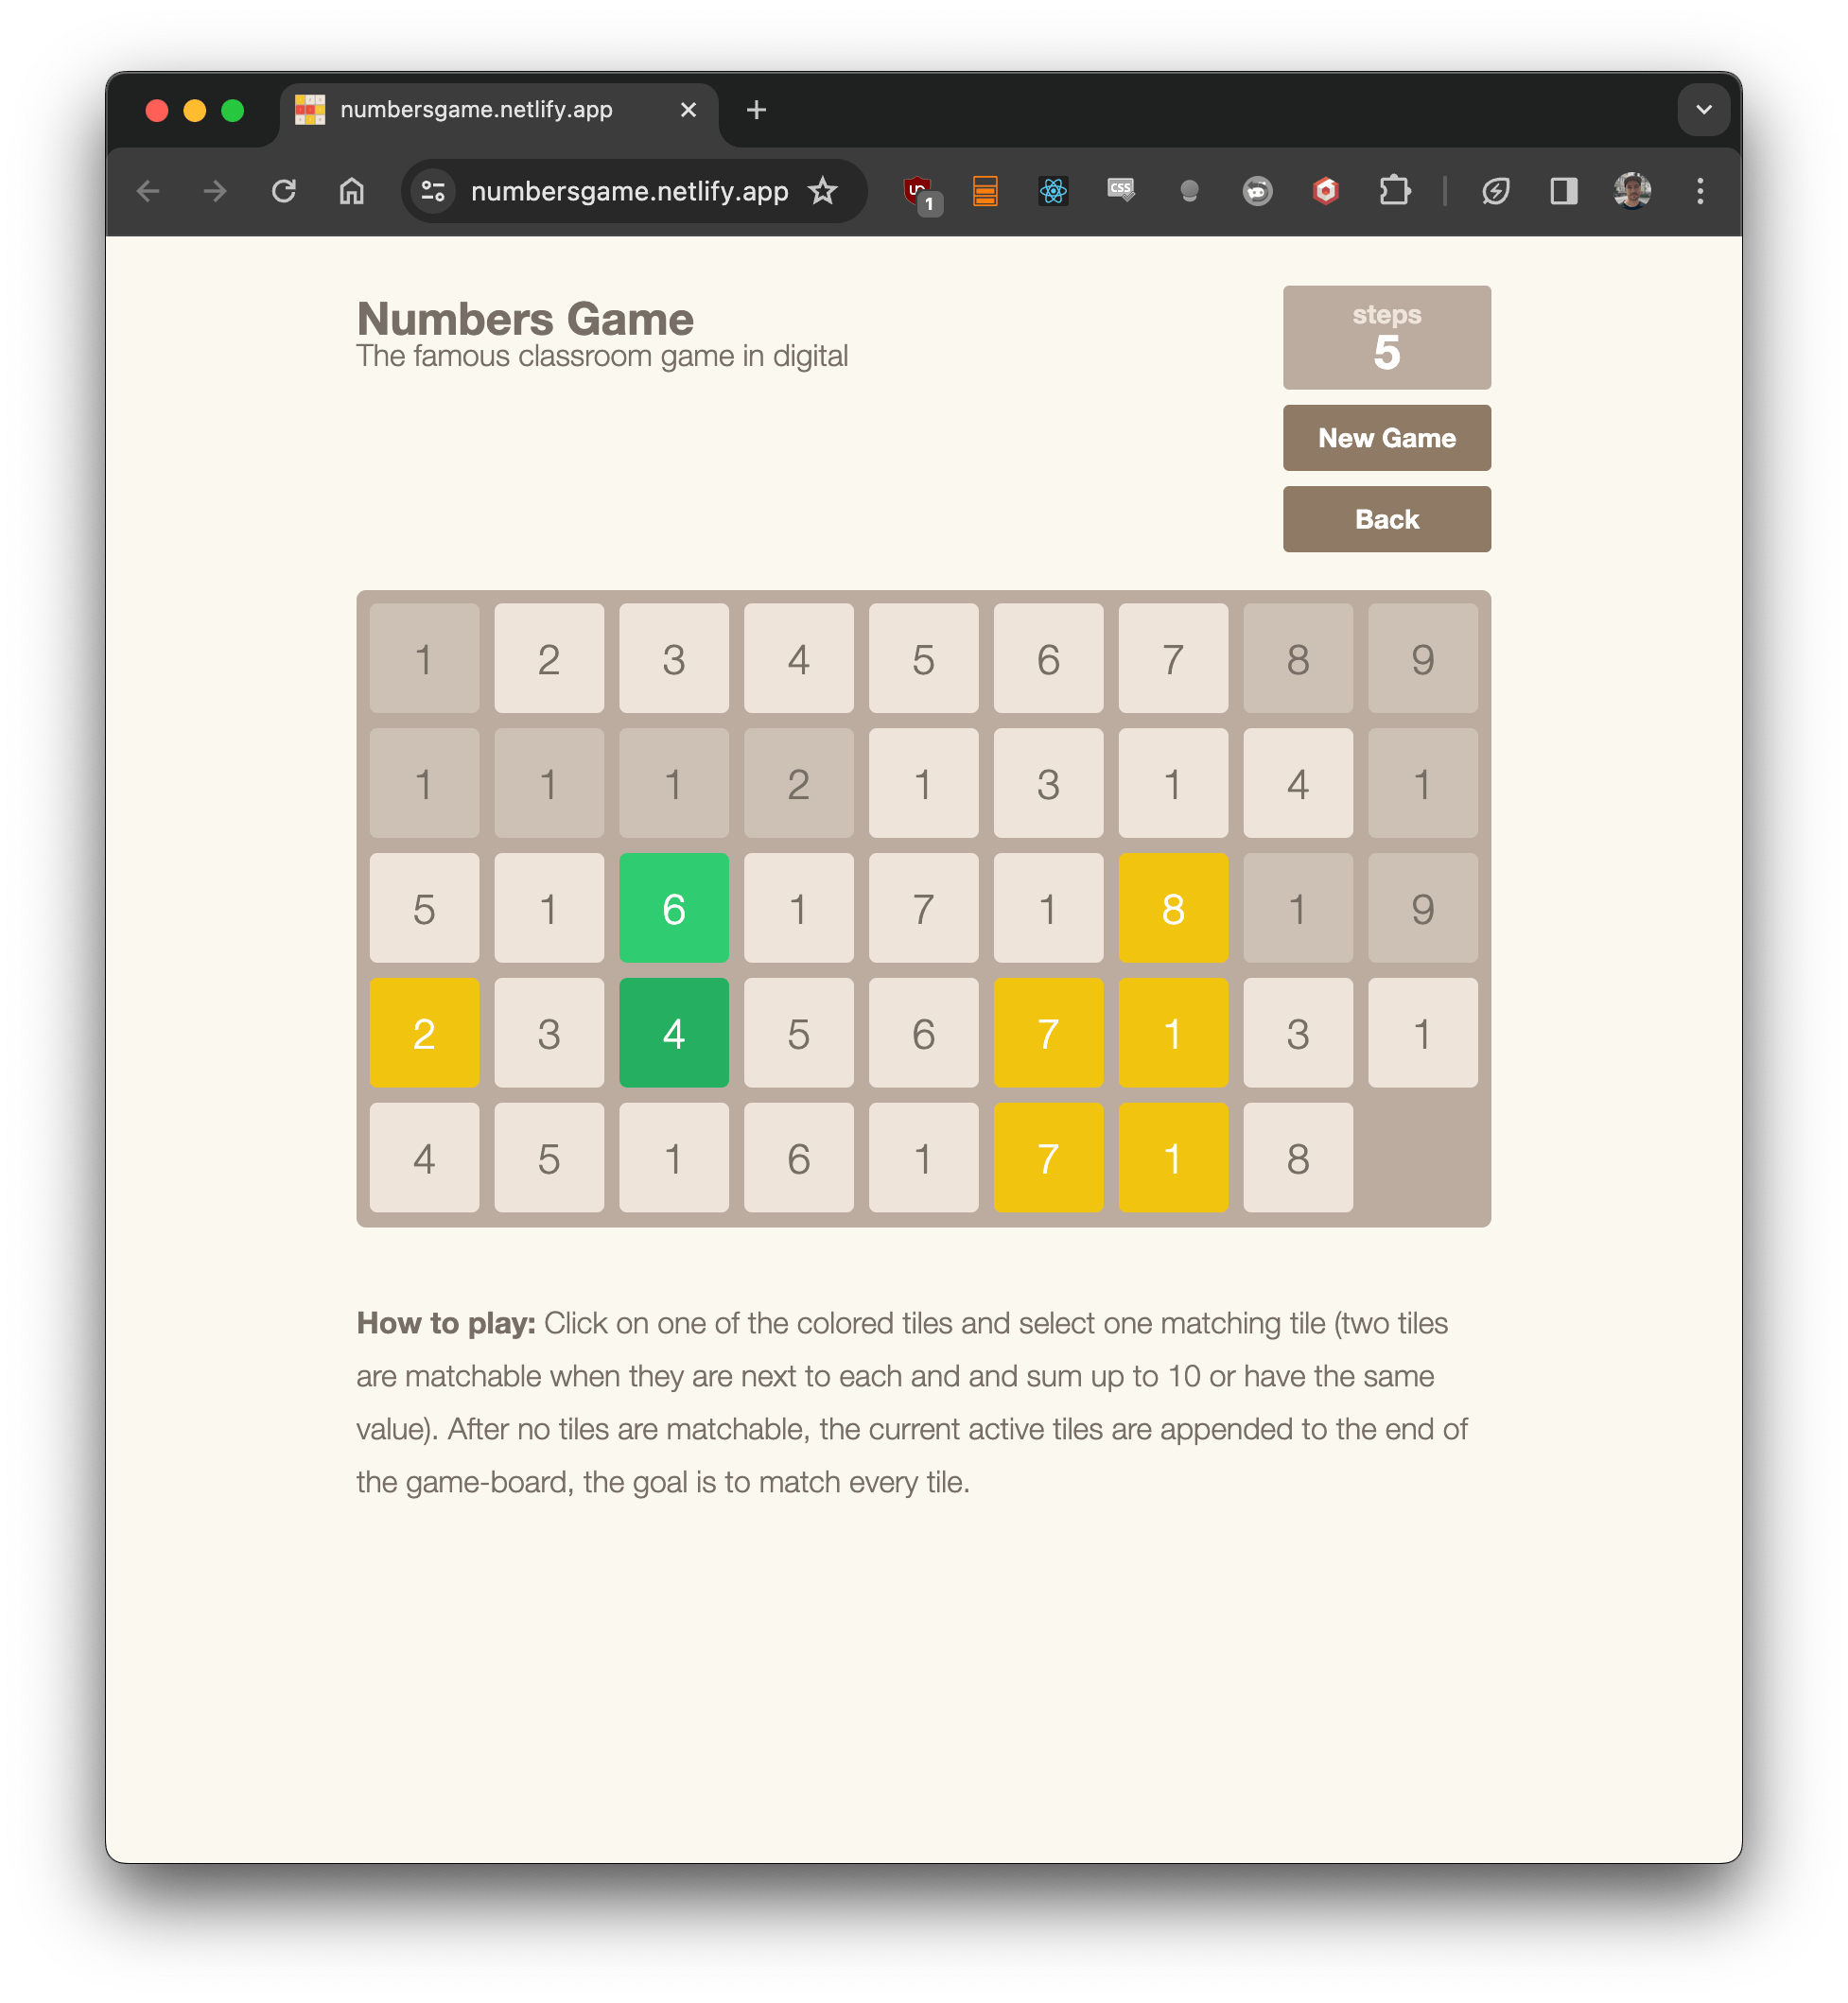 numbersgame.netlify.app
numbersgame.netlify.app
1
CSS
Numbers Game
The famous classroom game in digital
steps
5
New Game
Back
1 2 3 4 5 6 7 8 9
1 1 1 2 1 3 1 4 1
5 1 6 1 7 1 8 1 9
2 3 4 5 6 7 1 3 1
4 5 1 6 1 7 1 8
How to play: Click on one of the colored tiles and select one matching tile (two tiles
are matchable when they are next to each and and sum up to 10 or have the same
value). After no tiles are matchable, the current active tiles are appended to the end of
the game-board, the goal is to match every tile.